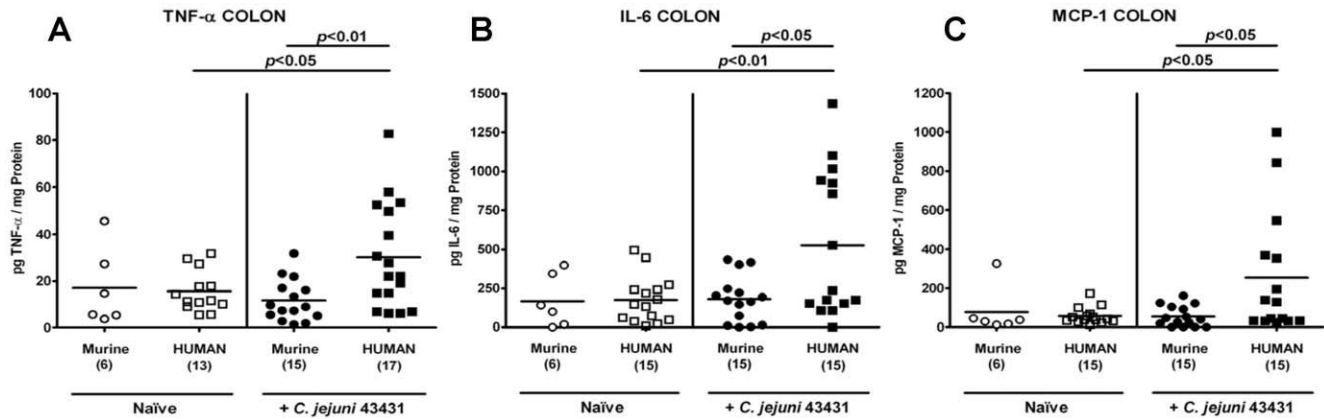 A
TNF-α COLON
p<0.01
p<0.05
pg TNF-α / mg Protein
100
80
60
40
20
0
Murine HUMAN Murine HUMAN
(6) (13) (15) (17)
Naïve + C. jejuni 43431
B
IL-6 COLON
p<0.05
p<0.01
pg IL-6 / mg Protein
1500
1250
1000
750
500
250
0
Murine HUMAN Murine HUMAN
(6) (15) (15) (15)
Naïve + C. jejuni 43431
C
MCP-1 COLON
p<0.05
p<0.05
pg MCP-1 / mg Protein
1200
1000
800
600
400
200
0
Murine HUMAN Murine HUMAN
(6) (15) (15) (15)
Naïve + C. jejuni 43431